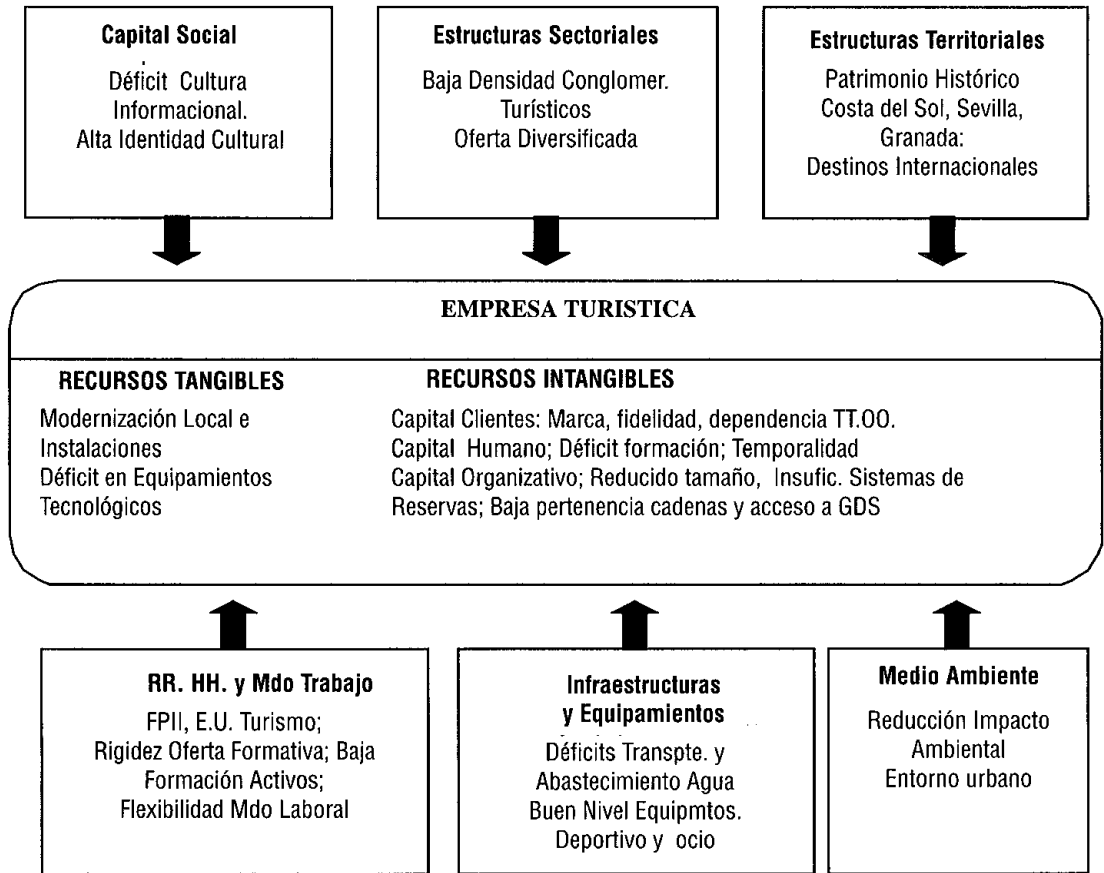 Capital Social
Déficit Cultura
Informacional.
Alta Identidad Cultural
Estructuras Sectoriales
Baja Densidad Conglomer.
Turísticos
Oferta Diversificada
Estructuras Territoriales
Patrimonio Histórico
Costa del Sol, Sevilla,
Granada:
Destinos Internacionales
EMPRESA TURISTICA
RECURSOS TANGIBLES
Modernización Local e
Instalaciones
Déficit en Equipamientos
Tecnológicos
RECURSOS INTANGIBLES
Capital Clientes: Marca, fidelidad, dependencia TT.OO.
Capital Humano; Déficit formación; Temporalidad
Capital Organizativo; Reducido tamaño, Insufic. Sistemas de
Reservas; Baja pertenencia cadenas y acceso a GDS
RR. HH. y Mdo Trabajo
FPII, E.U. Turismo;
Rigidez Oferta Formativa; Baja
Formación Activos;
Flexibilidad Mdo Laboral
Infraestructuras
y Equipamientos
Déficits Transpte. y
Abastecimiento Agua
Buen Nivel Equipmtos.
Deportivo y ocio
Medio Ambiente
Reducción Impacto
Ambiental
Entorno urbano